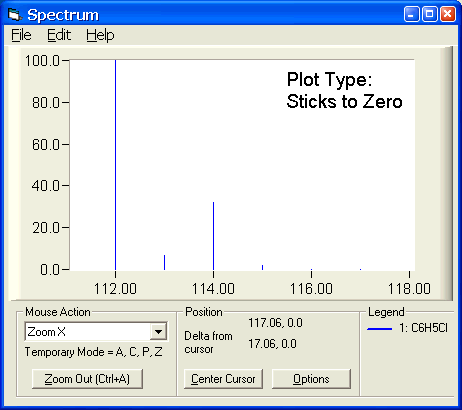 Spectrum
File Edit Help
Plot Type:
Sticks to Zero
100.0
80.0
60.0
40.0
20.0
0.0
112.00 114.00 116.00 118.00
Mouse Action
Zoom X
Temporary Mode = A, C, P, Z
Zoom Out (Ctrl+A)
Position
117.06, 0.0
Delta from
cursor
17.06, 0.0
Center Cursor
Options
Legend
1: C6H5Cl